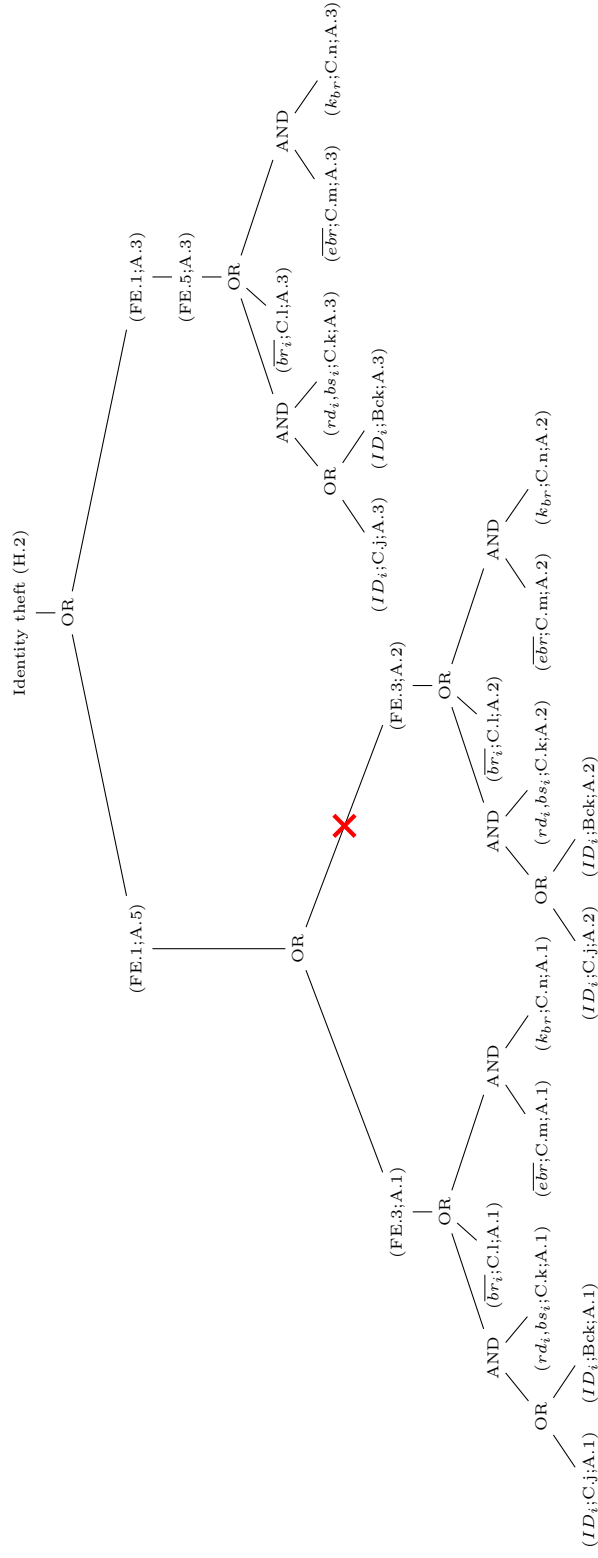 Identity theft (H.2)
OR
(FE.1;A.5)
(FE.1;A.3)
(FE.5;A.3)
OR
OR
AND
($\overline{br_i}$;C.l;A.3)
AND
OR
($rd_i$,$bs_i$;C.k;A.3)
($\overline{ebr}$;C.m;A.3)
($k_{br}$;C.n;A.3)
($ID_i$;C.j;A.3)
($ID_i$;Bck;A.3)
(FE.3;A.1)
(FE.3;A.2)
OR
OR
AND
($\overline{br_i}$;C.l;A.1)
AND
AND
($\overline{br_i}$;C.l;A.2)
AND
OR
($rd_i$,$bs_i$;C.k;A.1)
($\overline{ebr}$;C.m;A.1)
($k_{br}$;C.n;A.1)
OR
($rd_i$,$bs_i$;C.k;A.2)
($\overline{ebr}$;C.m;A.2)
($k_{br}$;C.n;A.2)
($ID_i$;C.j;A.1)
($ID_i$;Bck;A.1)
($ID_i$;C.j;A.2)
($ID_i$;Bck;A.2)